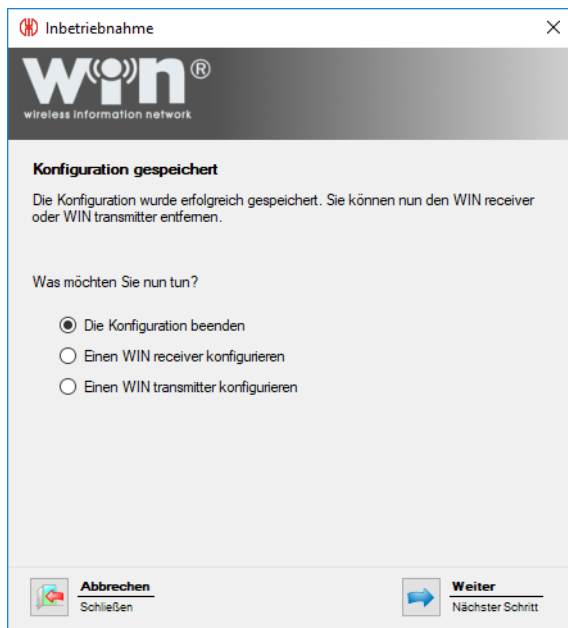 Inbetriebnahme
WIN®
wireless information network
Konfiguration gespeichert
Die Konfiguration wurde erfolgreich gespeichert. Sie können nun den WIN receiver
oder WIN transmitter entfernen.
Was möchten Sie nun tun?
Die Konfiguration beenden
Einen WIN receiver konfigurieren
Einen WIN transmitter konfigurieren
Abbrechen
Schließen
Weiter
Nächster Schritt